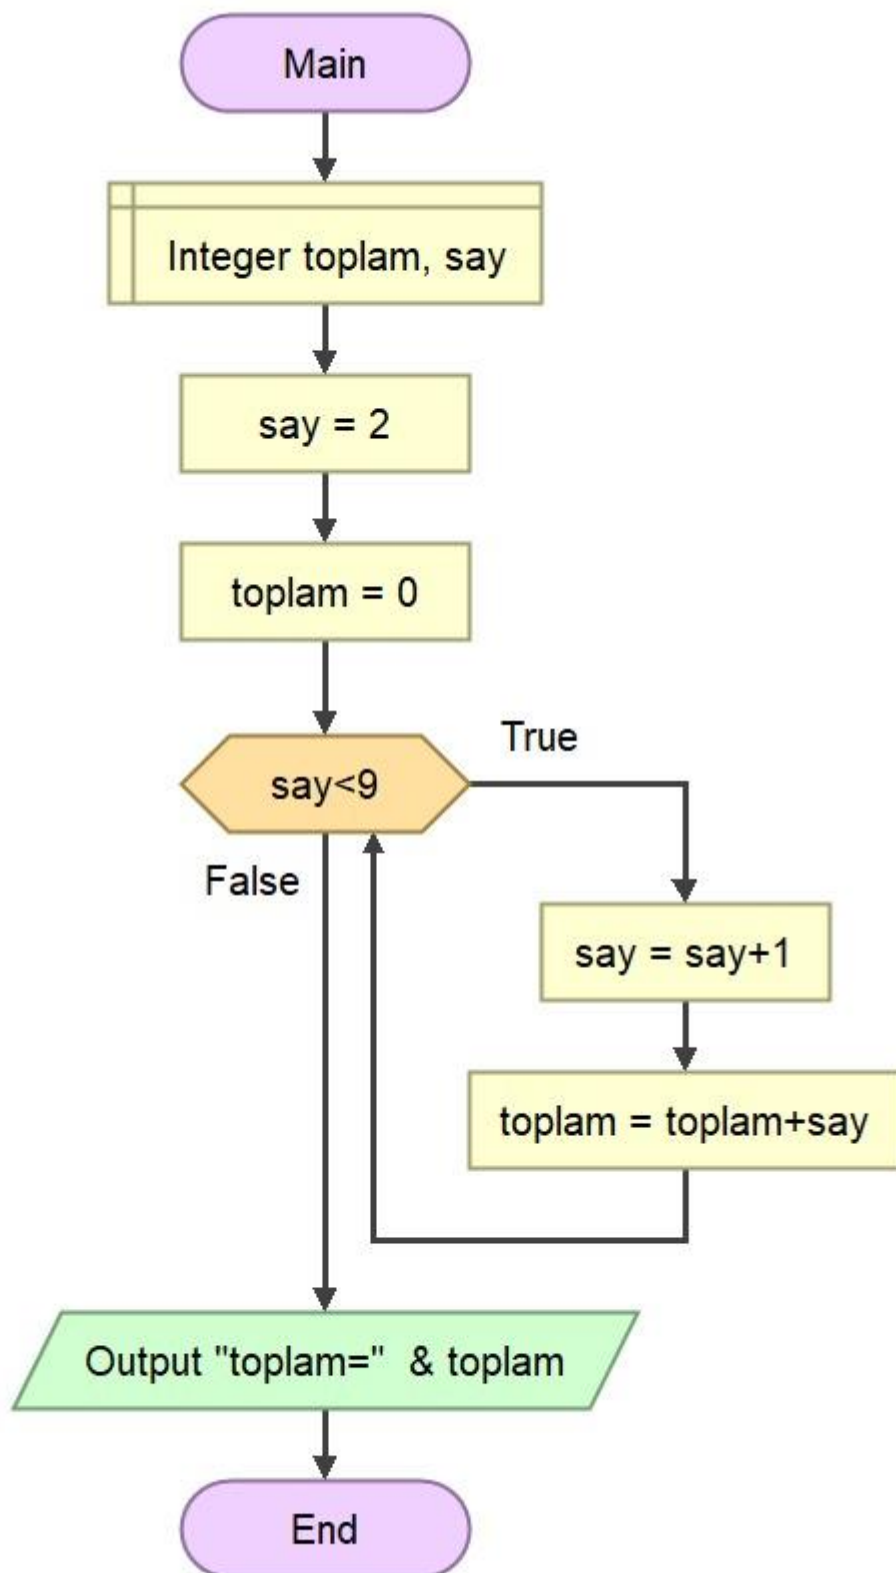 Main
Integer toplam, say
say = 2
toplam = 0
say<9
True
False
say = say+1
toplam = toplam+say
Output "toplam="  & toplam
End